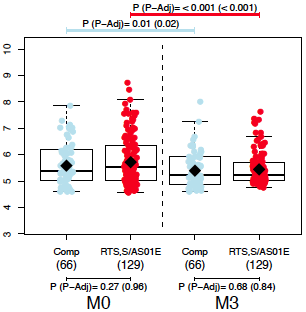 P (P-Adj)= < 0.001 (< 0.001)
P (P-Adj)= 0.01 (0.02)
10
9
8
7
6
5
4
3
Comp RTS,S/AS01E Comp RTS,S/AS01E
(66) (129) (66) (129)
P (P-Adj)= 0.27 (0.96) P (P-Adj)= 0.68 (0.84)
M0 M3